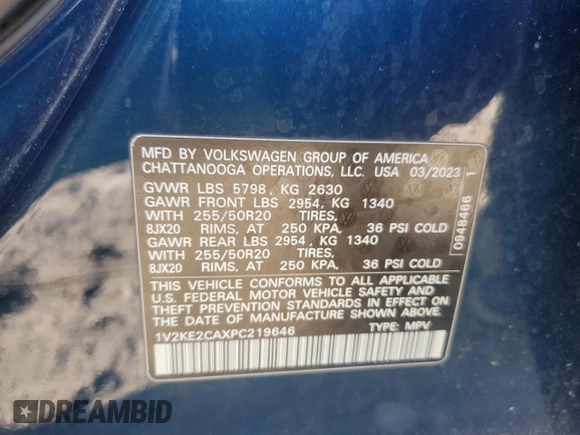 MFD BY VOLKSWAGEN GROUP OF AMERICA
CHATTANOOGA OPERATIONS, LLC. USA 03/2023
GVWR LBS 5798, KG 2630
GAWR FRONT LBS 2954, KG 1340
WITH 255/50R20 TIRES,
8JX20 RIMS, AT 250 KPA, 36 PSI COLD
GAWR REAR LBS 2954, KG 1340
WITH 255/50R20 TIRES,
8JX20 RIMS, AT 250 KPA, 36 PSI COLD
THIS VEHICLE CONFORMS TO ALL APPLICABLE
U.S. FEDERAL MOTOR VEHICLE SAFETY AND
THEFT PREVENTION STANDARDS IN EFFECT ON
THE DATE OF MANUFACTURE SHOWN ABOVE.
1V2KE2CAXPC219646 TYPE: MPV
0948466 1
DREAMBID